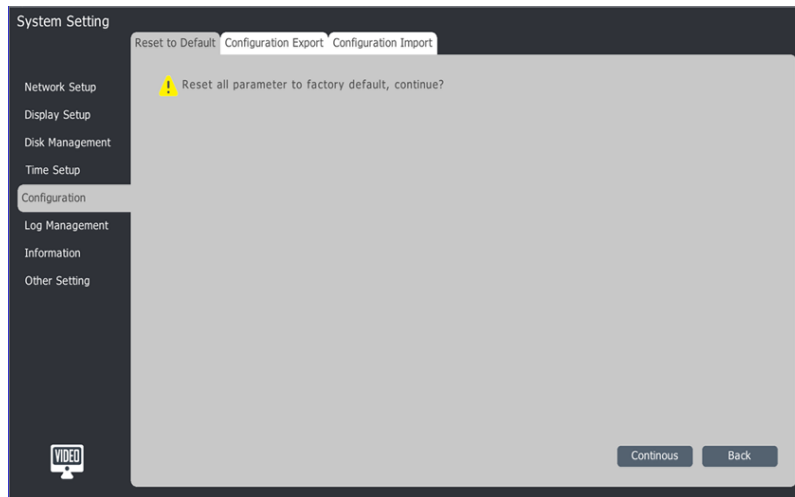 System Setting
Reset to Default Configuration Export Configuration Import
Network Setup
Display Setup
Disk Management
Time Setup
Configuration
Log Management
Information
Other Setting
Reset all parameter to factory default, continue?
VIDEO
Continous Back